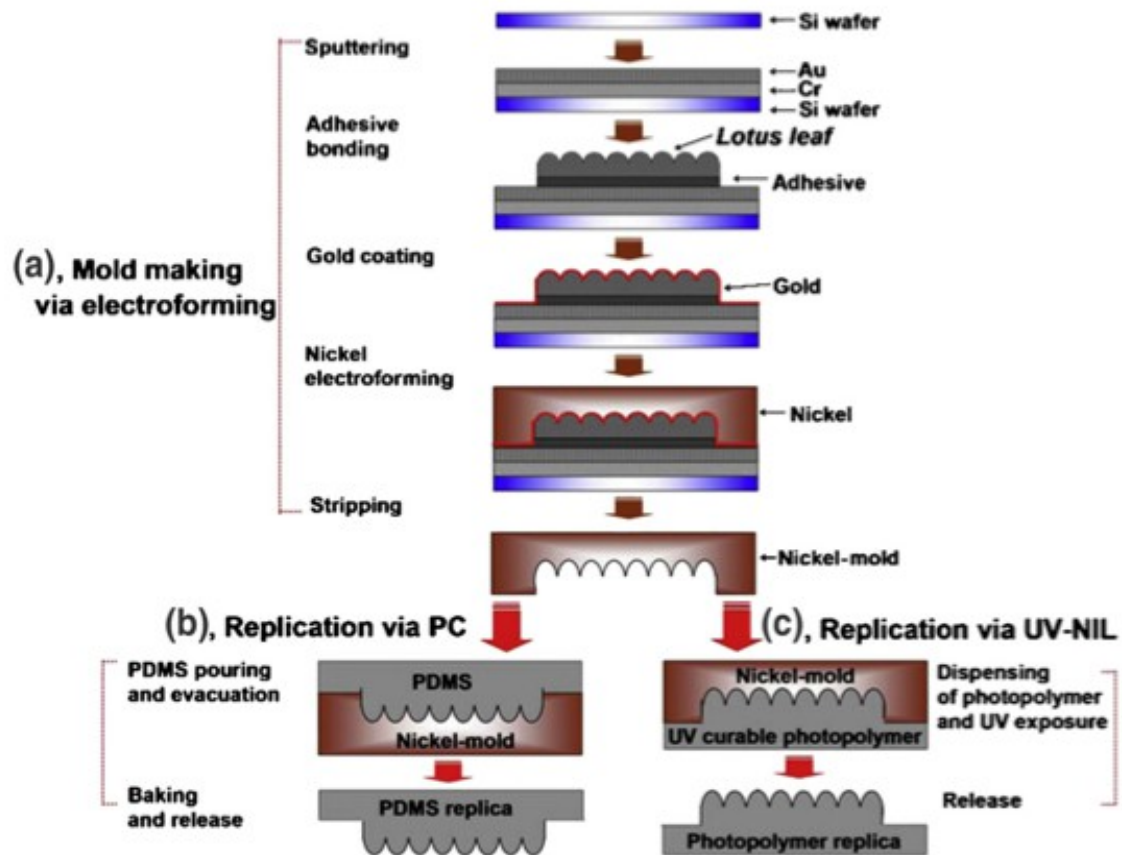 Si wafer
Sputtering
Au
Cr
Si wafer
Adhesive
bonding
Lotus leaf
Adhesive
(a), Mold making
via electroforming
Gold coating
Gold
Nickel
electroforming
Nickel
Stripping
Nickel-mold
(b), Replication via PC
PDMS pouring
and evacuation
PDMS
Nickel-mold
Baking
and release
PDMS replica
(c), Replication via UV-NIL
Nickel-mold
UV curable photopolymer
Dispensing
of photopolymer
and UV exposure
Release
Photopolymer replica